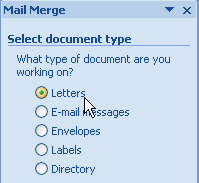 Mail Merge
Select document type
What type of document are you
working on?
Letters
E-mail messages
Envelopes
Labels
Directory